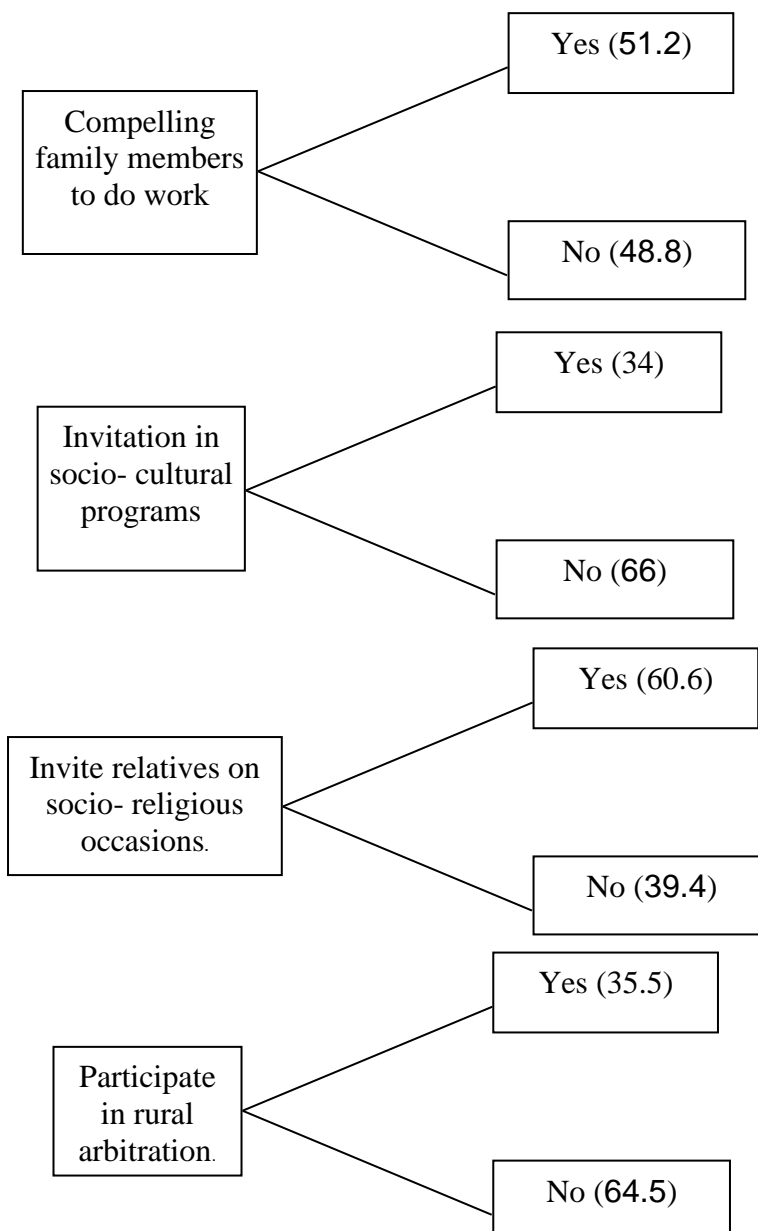 Yes (51.2)
Compelling
family members
to do work
No (48.8)
Yes (34)
Invitation in
socio- cultural
programs
No (66)
Yes (60.6)
Invite relatives on
socio- religious
occasions.
No (39.4)
Yes (35.5)
Participate
in rural
arbitration.
No (64.5)